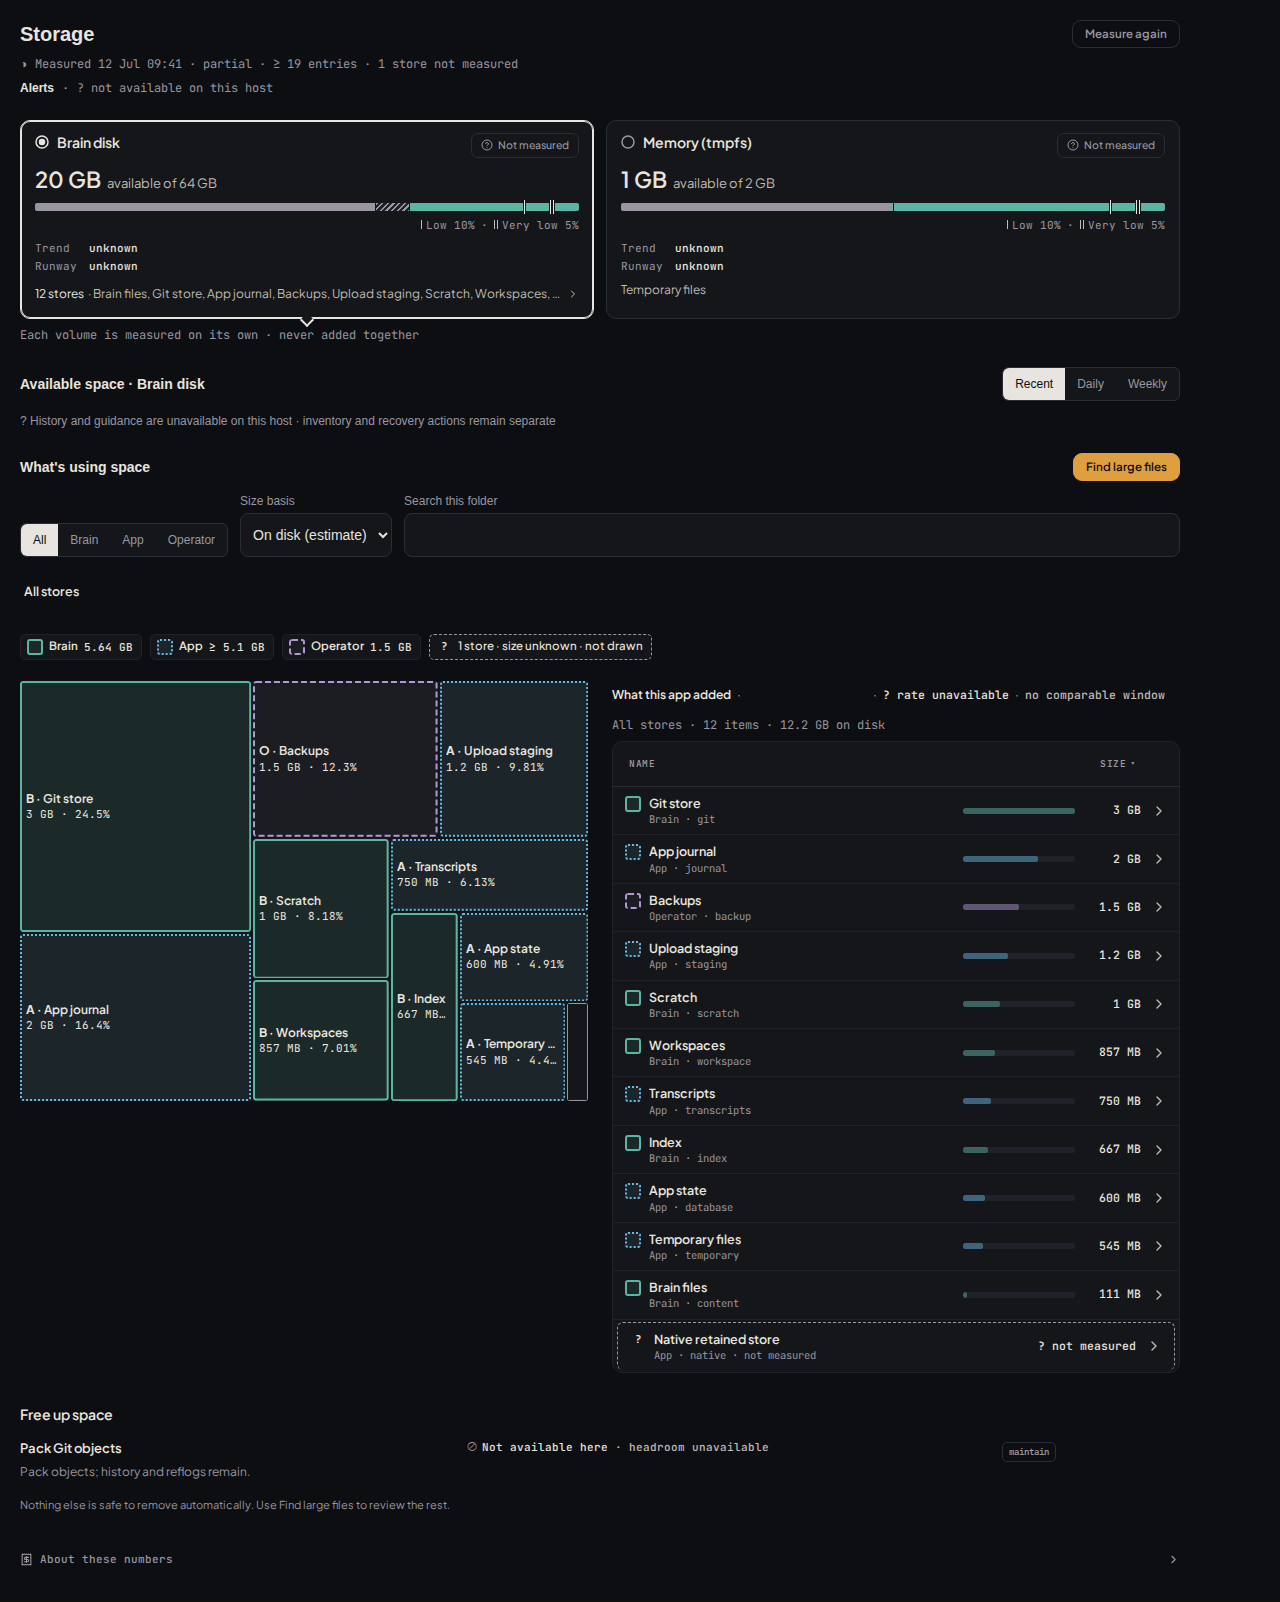 Storage
Measure again
Measured 12 Jul 09:41 · partial · ≥ 19 entries · 1 store not measured
Alerts · ? not available on this host
Brain disk
Not measured
20 GB available of 64 GB
Low 10% · Very low 5%
Trend unknown
Runway unknown
12 stores · Brain files, Git store, App journal, Backups, Upload staging, Scratch, Workspaces, ...
Memory (tmpfs)
Not measured
1 GB available of 2 GB
Low 10% · Very low 5%
Trend unknown
Runway unknown
Temporary files
Each volume is measured on its own · never added together
Available space · Brain disk
Recent Daily Weekly
? History and guidance are unavailable on this host · inventory and recovery actions remain separate
What's using space
Find large files
Size basis
Search this folder
All Brain App Operator
On disk (estimate)
All stores
Brain 5.64 GB
App ≥ 5.1 GB
Operator 1.5 GB
? 1 store · size unknown · not drawn
B · Git store
3 GB · 24.5%
O · Backups
1.5 GB · 12.3%
A · Upload staging
1.2 GB · 9.81%
A · Transcripts
750 MB · 6.13%
B · Scratch
1 GB · 8.18%
A · App state
600 MB · 4.91%
B · Index
667 MB...
A · App journal
2 GB · 16.4%
B · Workspaces
857 MB · 7.01%
A · Temporary ...
545 MB · 4.4...
What this app added · · ? rate unavailable · no comparable window
All stores · 12 items · 12.2 GB on disk
NAME SIZE
Git store
Brain · git
3 GB
App journal
App · journal
2 GB
Backups
Operator · backup
1.5 GB
Upload staging
App · staging
1.2 GB
Scratch
Brain · scratch
1 GB
Workspaces
Brain · workspace
857 MB
Transcripts
App · transcripts
750 MB
Index
Brain · index
667 MB
App state
App · database
600 MB
Temporary files
App · temporary
545 MB
Brain files
Brain · content
111 MB
? Native retained store
App · native · not measured
? not measured
Free up space
Pack Git objects
Not available here · headroom unavailable
maintain
Pack objects; history and reflogs remain.
Nothing else is safe to remove automatically. Use Find large files to review the rest.
About these numbers